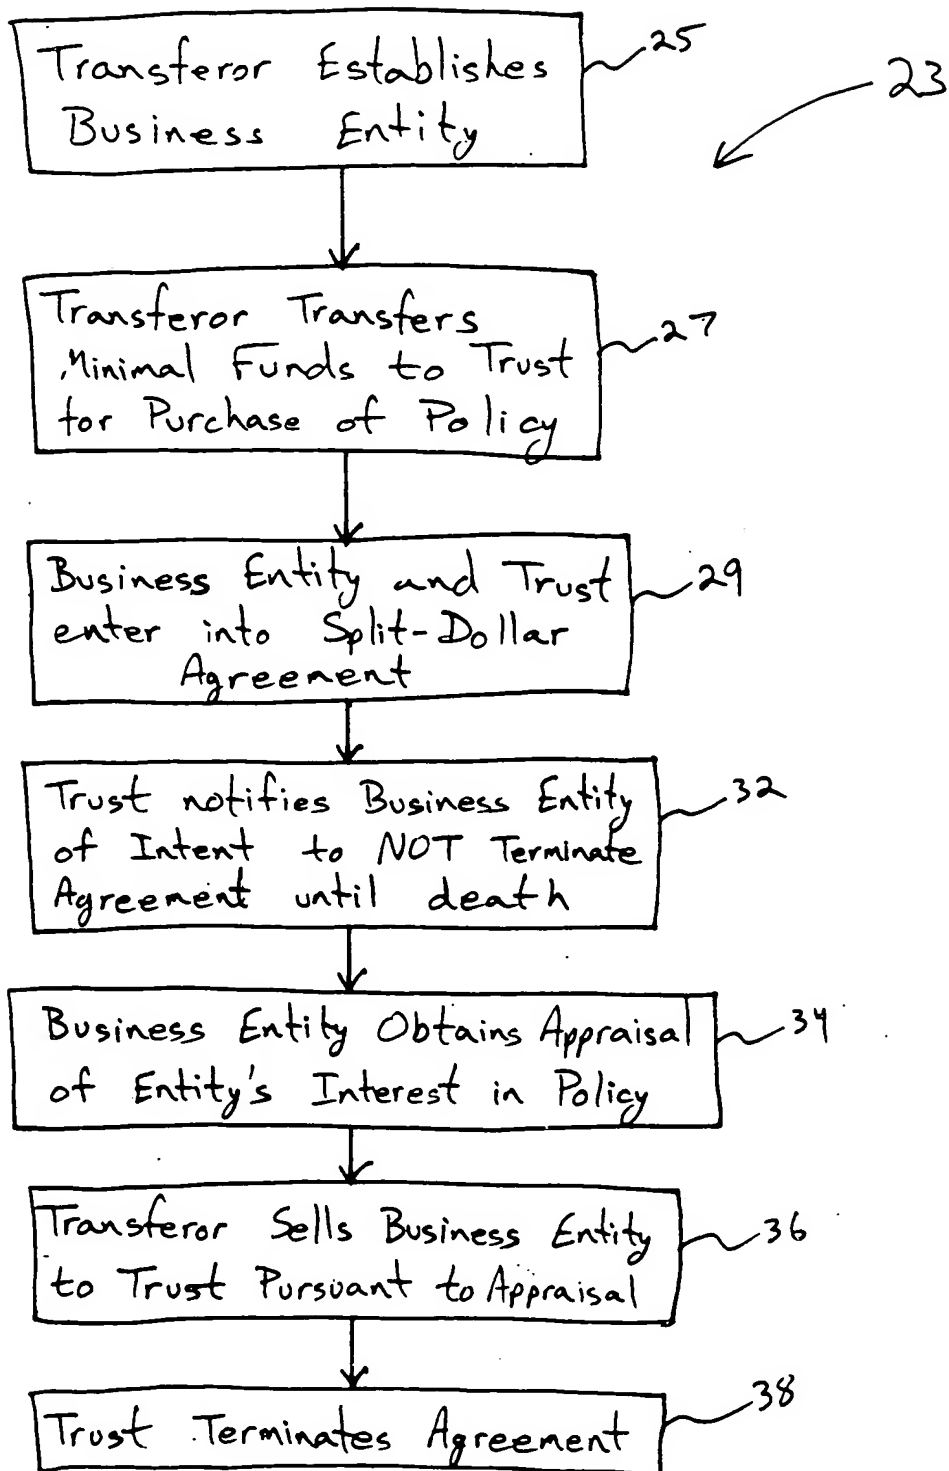 Transferor Establishes
Business Entity
25
23
Transferor Transfers
Minimal Funds to Trust
for Purchase of Policy
27
Business Entity and Trust
enter into Split-Dollar
Agreement
29
Trust notifies Business Entity
of Intent to NOT Terminate
Agreement until death
32
Business Entity Obtains Appraisal
of Entity's Interest in Policy
34
Transferor Sells Business Entity
to Trust Pursuant to Appraisal
36
Trust Terminates Agreement
38